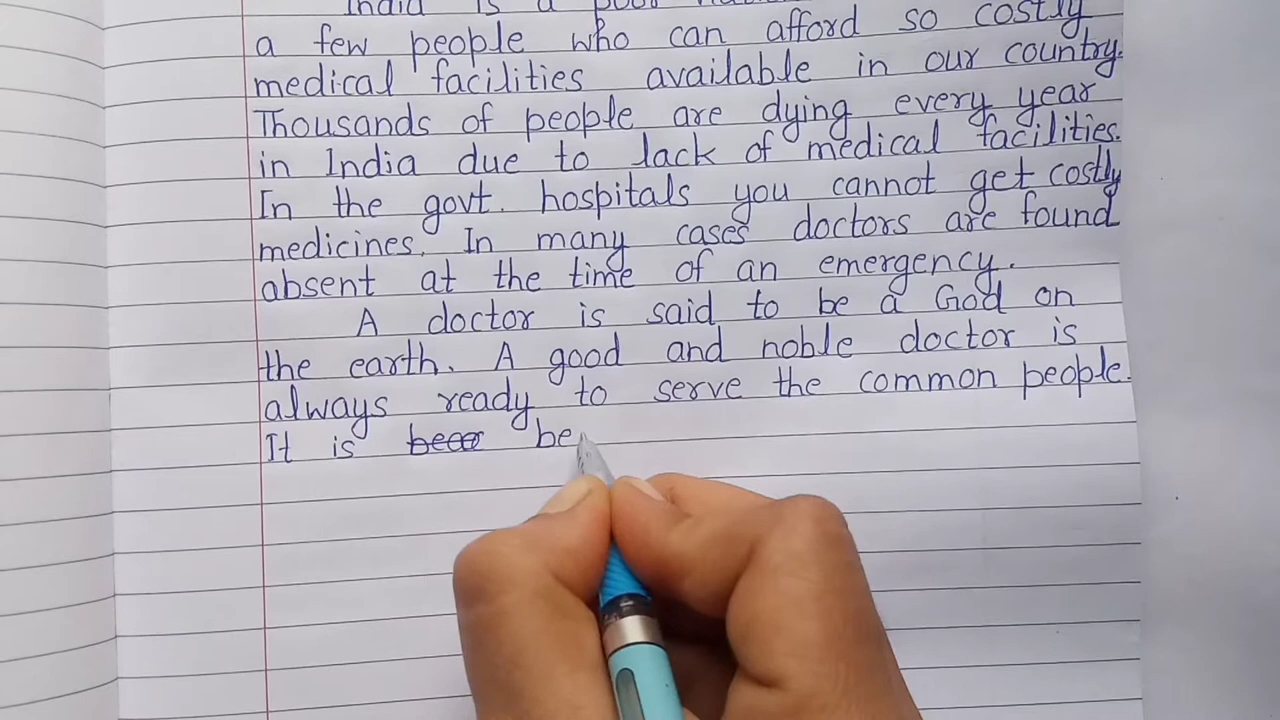 India is a poor
a few people who can afford so costly
medical facilities available in our country.
Thousands of people are dying every year
in India due to lack of medical facilities.
In the govt. hospitals you cannot get costly
medicines. In many cases doctors are found
absent at the time of an emergency.
A doctor is said to be a God on
the earth. A good and noble doctor is
always ready to serve the common people.
It is be